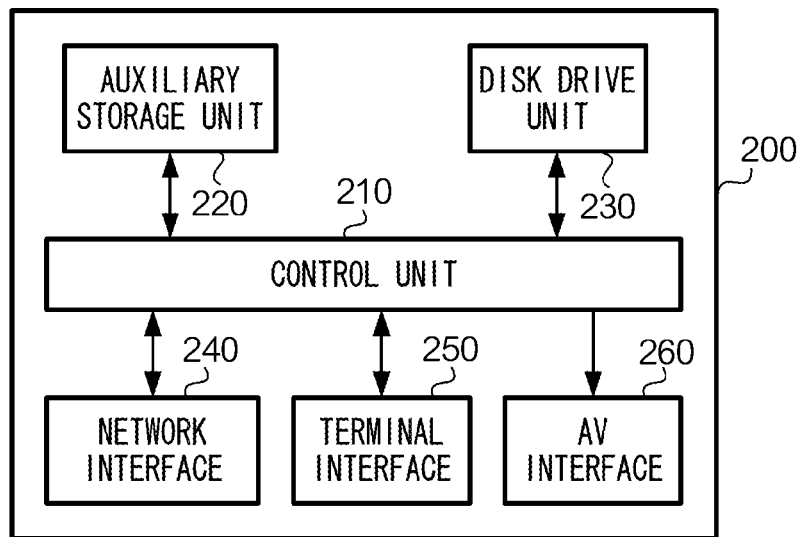 AUXILIARY
STORAGE UNIT
DISK DRIVE
UNIT
200
220
210
230
CONTROL UNIT
240
250
260
NETWORK
INTERFACE
TERMINAL
INTERFACE
AV
INTERFACE